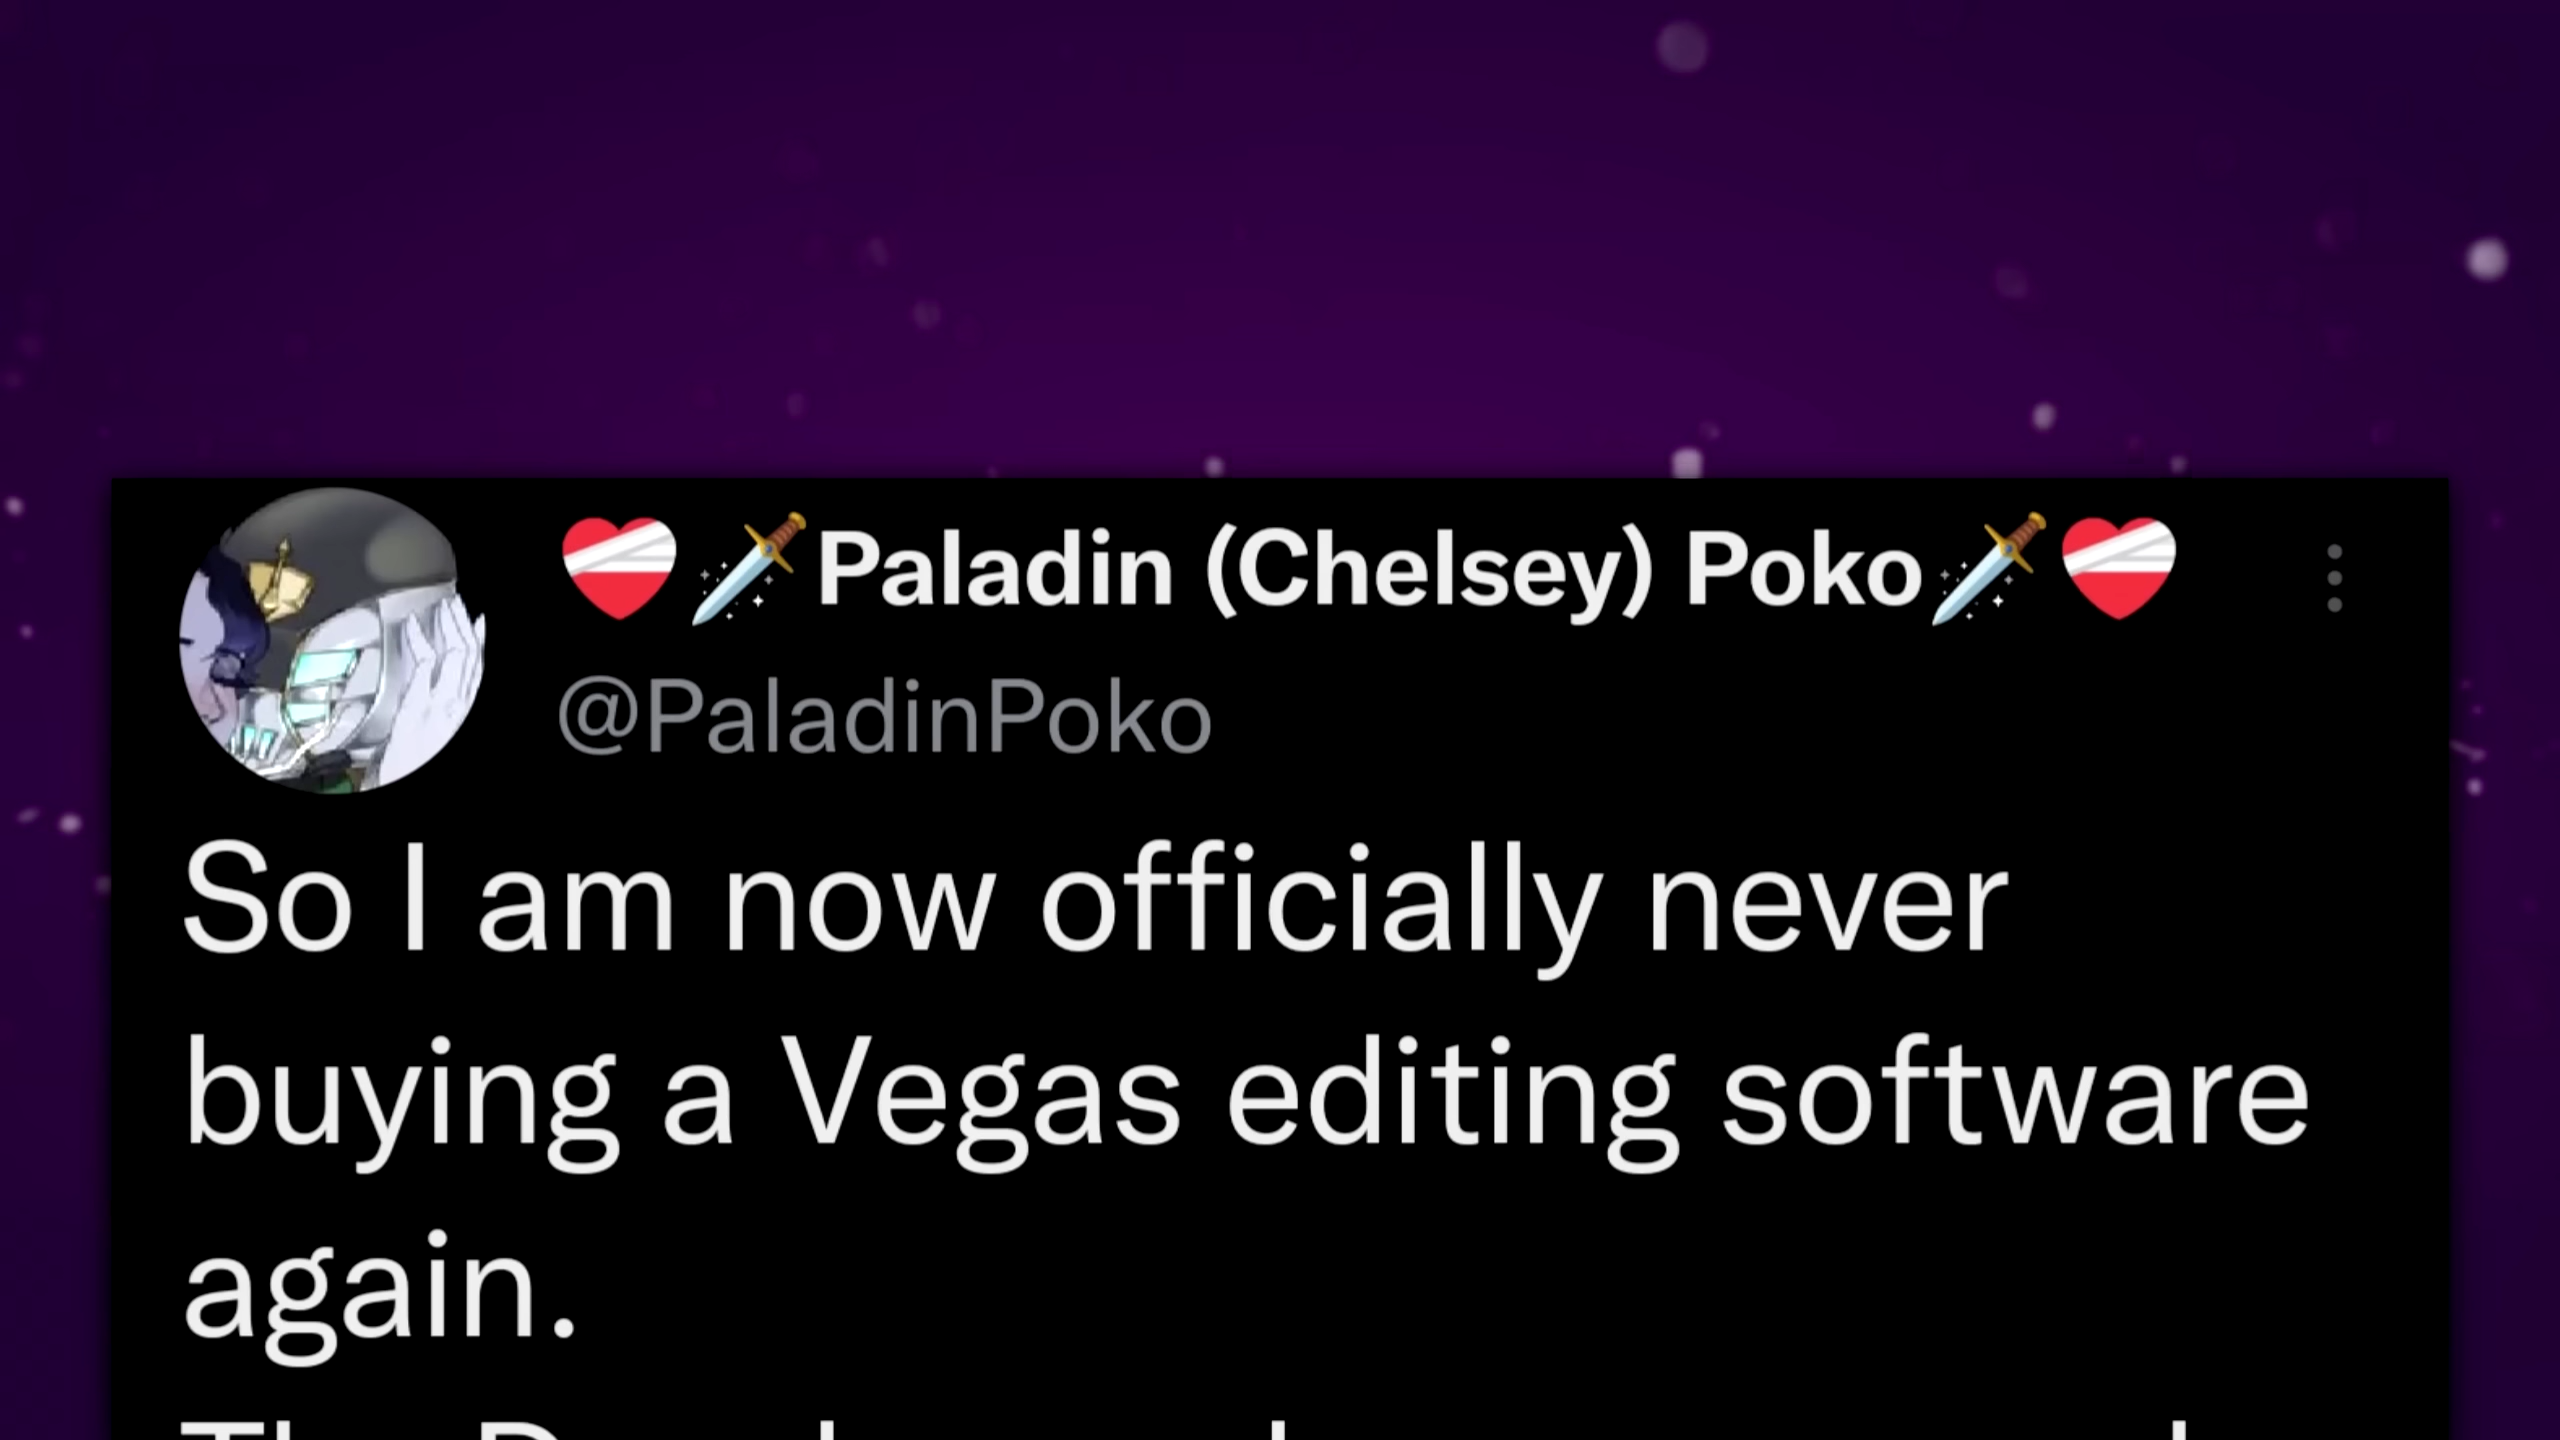 ❤️‍🩹🗡️Paladin (Chelsey) Poko🗡️❤️‍🩹
@PaladinPoko
So I am now officially never
buying a Vegas editing software
again.